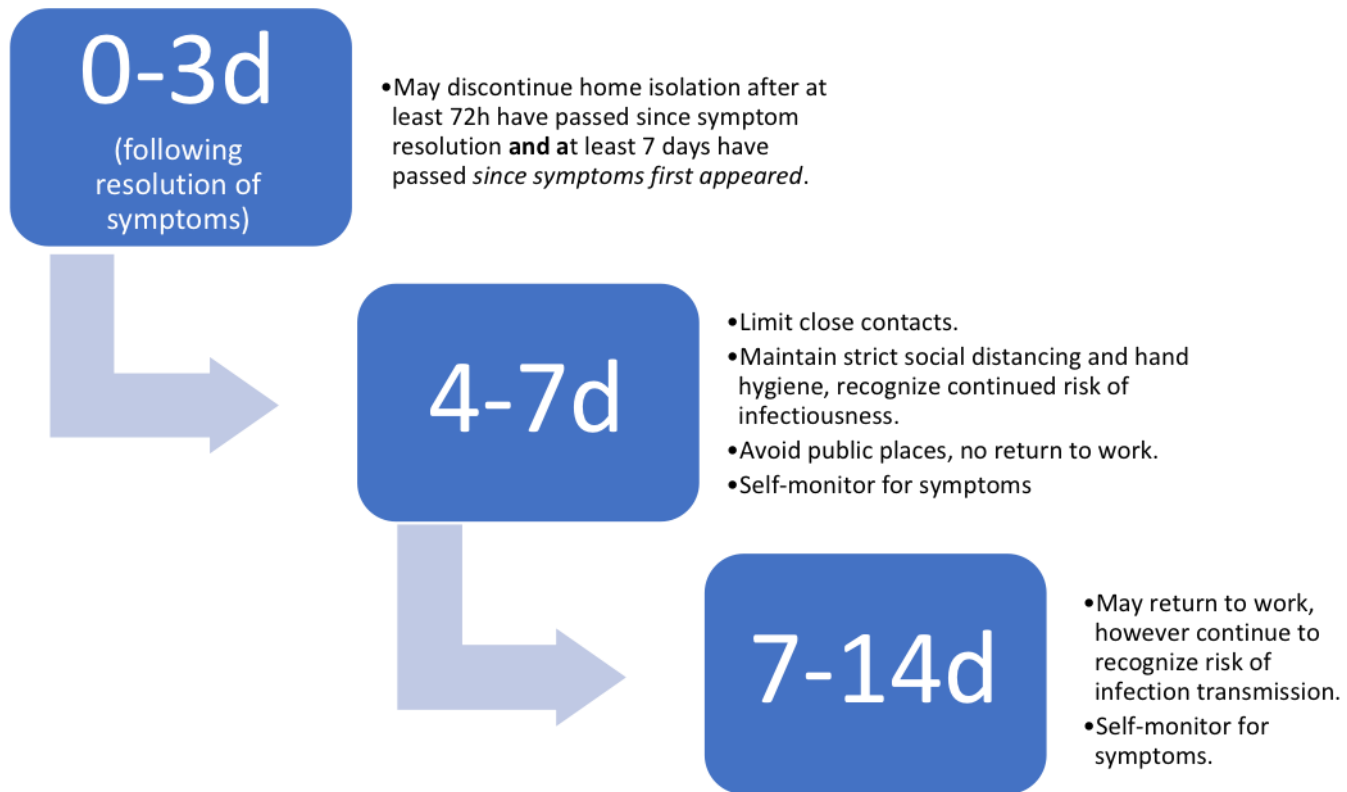 0-3d
(following
resolution of
symptoms)
•May discontinue home isolation after at
least 72h have passed since symptom
resolution and at least 7 days have
passed since symptoms first appeared.
4-7d
•Limit close contacts.
•Maintain strict social distancing and hand
hygiene, recognize continued risk of
infectiousness.
•Avoid public places, no return to work.
•Self-monitor for symptoms
7-14d
•May return to work,
however continue to
recognize risk of
infection transmission.
•Self-monitor for
symptoms.